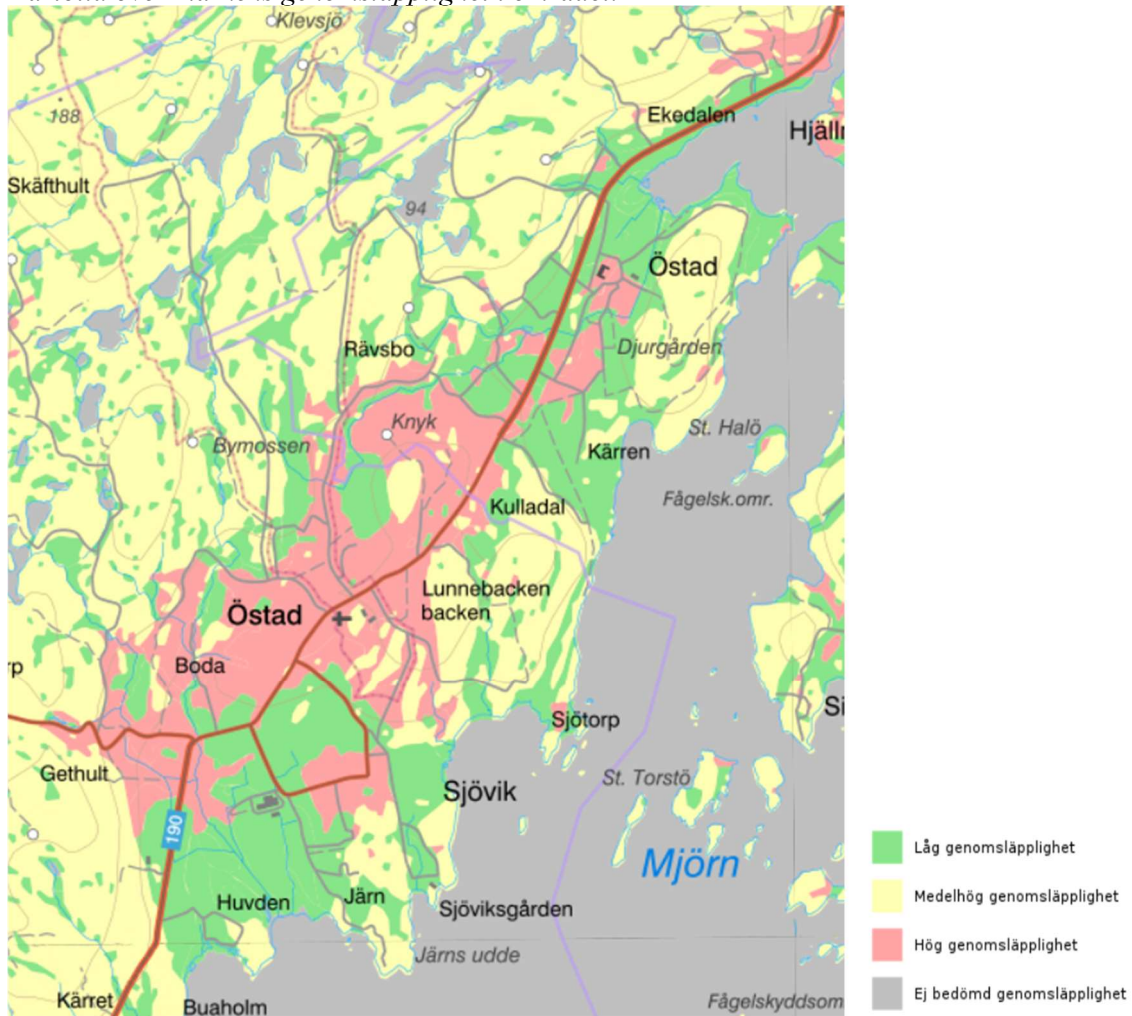 Klevsjö
188
Ekedalen
Skäfthult
94
Östad
Rävsbo
Djurgården
Knyk
St. Halö
Bymossen
Kärren
Fågelsk.omr.
Kulladal
Lunnebacken
backen
Östad
Boda
Sjötorp
Gethult
St. Torstö
Sjövik
190
Mjörn
Låg genomsläpplighet
Medelhög genomsläpplighet
Huvden
Järn
Sjöviksgården
Hög genomsläpplighet
Järns udde
Ej bedömd genomsläpplighet
Kärret
Buaholm
Fågelskyddsom